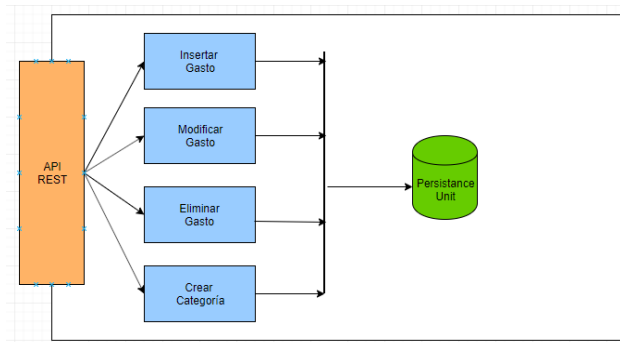 Insertar
Gasto
Modificar
Gasto
API
REST
Persistance
Unit
Eliminar
Gasto
Crear
Categoría